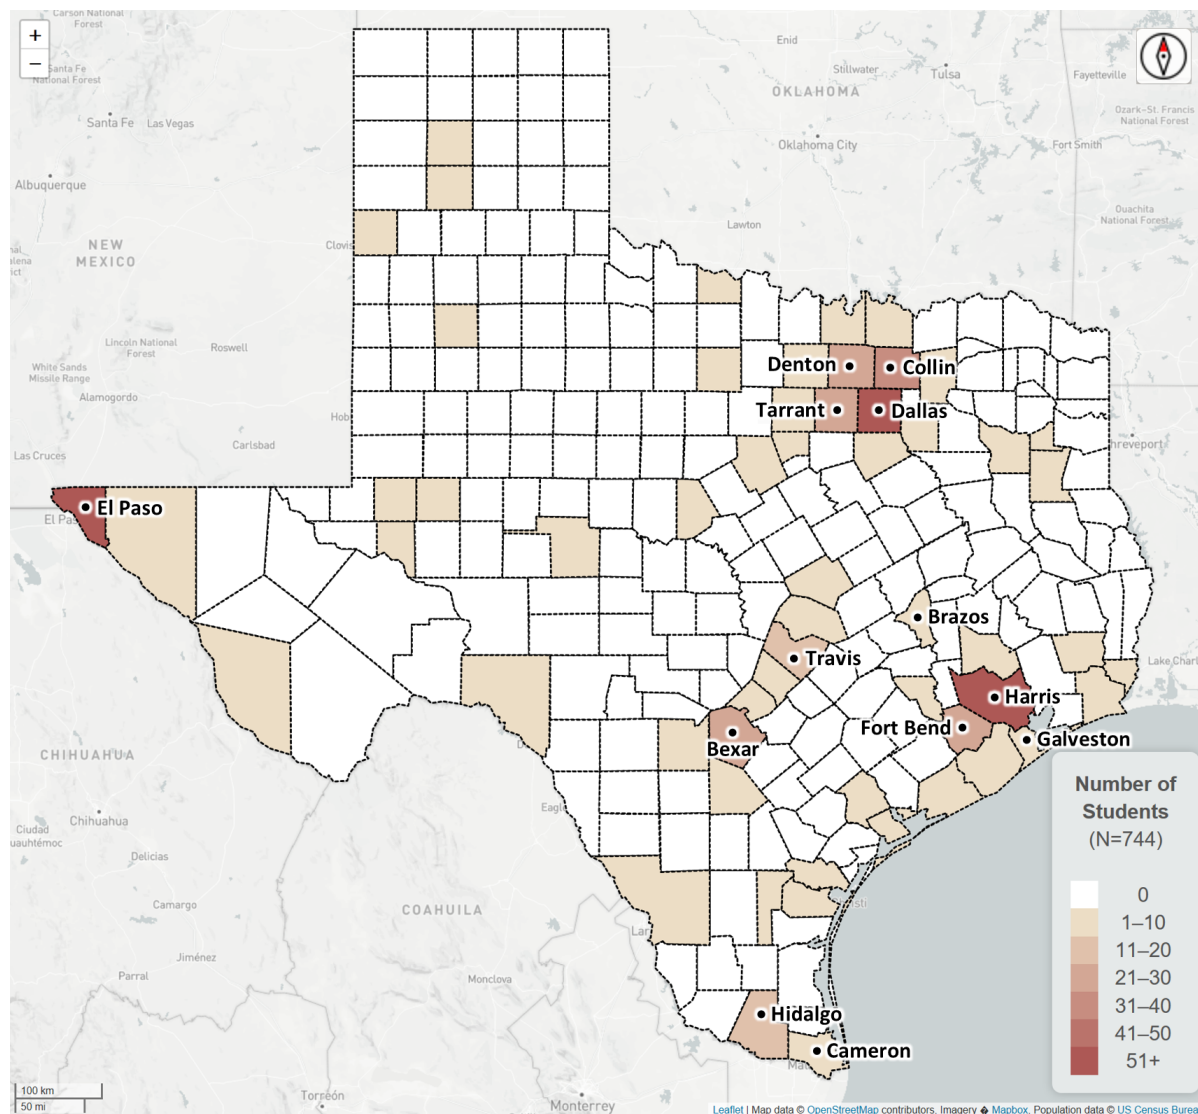 Carson National
Forest
+
−
Santa Fe
National Forest
Santa Fe
Las Vegas
Albuquerque
NEW
MEXICO
Clovis
Lincoln National
Forest
Roswell
White Sands
Missile Range
Alamogordo
Carlsbad
Las Cruces
Enid
Stillwater
Tulsa
Fayetteville
OKLAHOMA
Ozark–St. Francis
National Forest
Oklahoma City
Fort Smith
Ouachita
National Forest
Lawton
Denton
Collin
Tarrant
Dallas
El Paso
Brazos
Travis
Harris
Fort Bend
Galveston
Bexar
Hidalgo
Cameron
CHIHUAHUA
Chihuahua
Ciudad
Delicias
Camargo
Jiménez
Parral
COAHUILA
Monclova
Torreón
Monterrey
Number of
Students
(N=744)
0
1–10
11–20
21–30
31–40
41–50
51+
100 km
50 mi
Leaflet | Map data © OpenStreetMap contributors, Imagery � Mapbox, Population data © US Census Burea